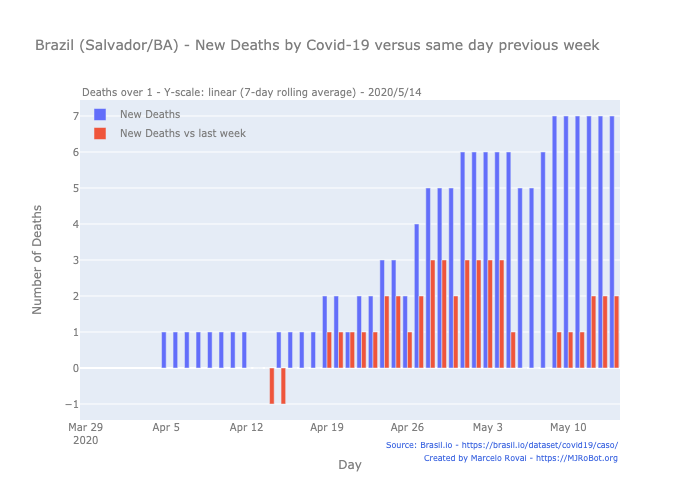 Brazil (Salvador/BA) - New Deaths by Covid-19 versus same day previous week
Deaths over 1 - Y-scale: linear (7-day rolling average) - 2020/5/14
New Deaths
New Deaths vs last week
7
6
5
4
3
2
1
0
−1
Number of Deaths
Mar 29
2020
Apr 5
Apr 12
Apr 19
Apr 26
May 3
May 10
Day
Source: Brasil.io - https://brasil.io/dataset/covid19/caso/
Created by Marcelo Rovai - https://MJRoBot.org